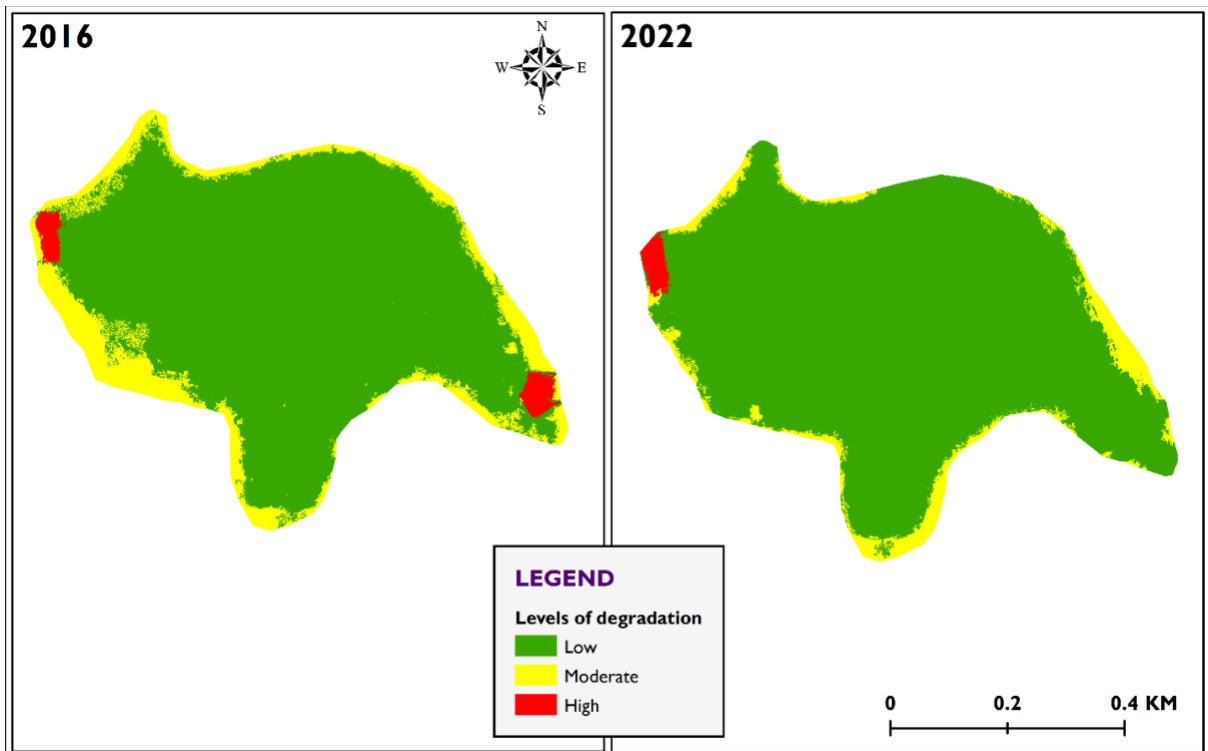 2016
N
W E
S
2022
LEGEND
Levels of degradation
Low
Moderate
High
0 0.2 0.4 KM